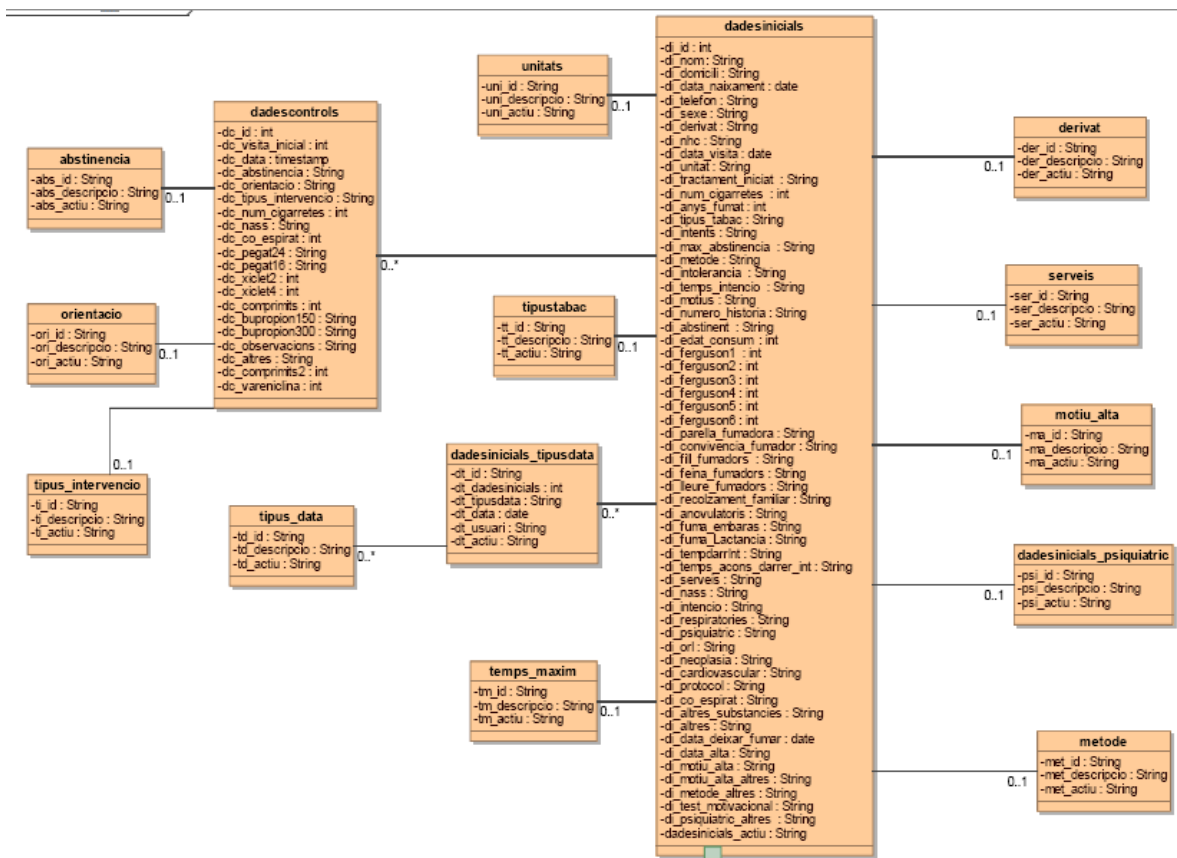 dadesinicials
-di_id : int
-di_nom : String
-di_domicili : String
-di_data_naixament : date
-di_telefon : String
-di_sexe : String
-di_derivat : String
-di_nhc : String
-di_data_visita : date
-di_unitat : String
-di_tractament_iniciat : String
-di_num_cigarretes : int
-di_anys_fumat : int
-di_tipus_tabac : String
-di_intents : String
-di_max_abstinencia : String
-di_metode : String
-di_intolerancia : String
-di_temps_intencio : String
-di_motius : String
-di_numero_historia : String
-di_abstinent : String
-di_edat_consum : int
-di_ferguson1 : int
-di_ferguson2 : int
-di_ferguson3 : int
-di_ferguson4 : int
-di_ferguson5 : int
-di_ferguson6 : int
-di_parella_fumadora : String
-di_convivencia_fumador : String
-di_fill_fumadors : String
-di_feina_fumadors : String
-di_lleure_fumadors : String
-di_recolzament_familiar : String
-di_anovulatoris : String
-di_fuma_embaras : String
-di_fuma_Lactancia : String
-di_tempdarrInt : String
-di_temps_acons_darrer_int : String
-di_serveis : String
-di_nass : String
-di_intencio : String
-di_respiratories : String
-di_psiquiatric : String
-di_orl : String
-di_neoplasia : String
-di_cardiovascular : String
-di_protocol : String
-di_co_espirat : String
-di_altres_substancies : String
-di_altres : String
-di_data_deixar_fumar : date
-di_data_alta : String
-di_motiu_alta : String
-di_motiu_alta_altres : String
-di_metode_altres : String
-di_test_motivacional : String
-di_psiquiatric_altres : String
-dadesinicials_actiu : String
unitats
-uni_id : String
-uni_descripcio : String
-uni_actiu : String
0..1
dadescontrols
-dc_id : int
-dc_visita_inicial : int
-dc_data : timestamp
-dc_abstinencia : String
-dc_orientacio : String
-dc_tipus_intervencio : String
-dc_num_cigarretes : int
-dc_nass : String
-dc_co_espirat : int
-dc_pegat24 : String
-dc_pegat16 : String
-dc_xiclet2 : int
-dc_xiclet4 : int
-dc_comprimits : int
-dc_bupropion150 : String
-dc_bupropion300 : String
-dc_observacions : String
-dc_altres : String
-dc_comprimits2 : int
-dc_vareniclina : int
0..*
abstinencia
-abs_id : String
-abs_descripcio : String
-abs_actiu : String
0..1
orientacio
-ori_id : String
-ori_descripcio : String
-ori_actiu : String
0..1
tipus_intervencio
-ti_id : String
-ti_descripcio : String
-ti_actiu : String
0..1
tipustabac
-tt_id : String
-tt_descripcio : String
-tt_actiu : String
0..1
dadesinicials_tipusdata
-dt_id : String
-dt_dadesinicials : int
-dt_tipusdata : String
-dt_data : date
-dt_usuari : String
-dt_actiu : String
0..*
tipus_data
-td_id : String
-td_descripcio : String
-td_actiu : String
0..*
temps_maxim
-tm_id : String
-tm_descripcio : String
-tm_actiu : String
0..1
derivat
-der_id : String
-der_descripcio : String
-der_actiu : String
0..1
serveis
-ser_id : String
-ser_descripcio : String
-ser_actiu : String
0..1
motiu_alta
-ma_id : String
-ma_descripcio : String
-ma_actiu : String
0..1
dadesinicials_psiquiatric
-psi_id : String
-psi_descripcio : String
-psi_actiu : String
0..1
metode
-met_id : String
-met_descripcio : String
-met_actiu : String
0..1